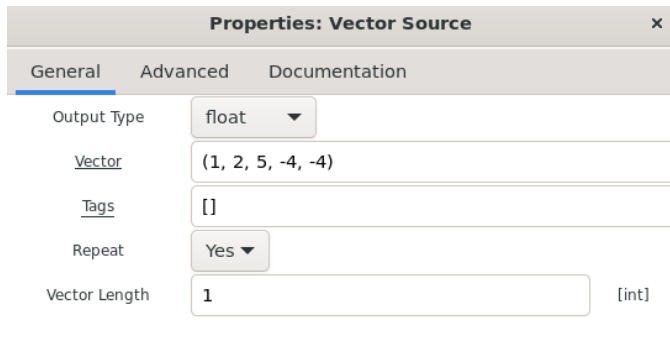 Properties: Vector Source ×
General Advanced Documentation
Output Type float
Vector (1, 2, 5, -4, -4)
Tags []
Repeat Yes
Vector Length 1 [int]